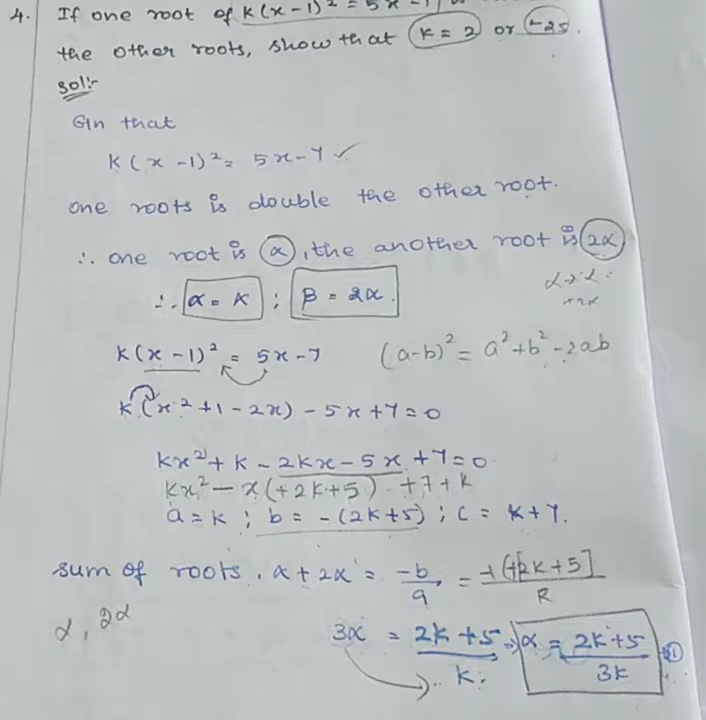 4. If one root of k(x-1)² = 5x-7
the other roots, show that k = 2 or -25.
sol:-
Gn that
k(x-1)² = 5x-7 ✓
one roots is double the other root.
∴ one root is α, the another root is 2α
∴ α = α ; β = 2α.
k(x-1)² = 5x-7 (a-b)² = a²+b²-2ab
k(x²+1-2x) - 5x+7=0
kx²+k-2kx-5x+7=0
kx²-x(+2k+5) +7+k
a=k ; b=-(2k+5) ; c = k+7.
sum of roots. α+2α = -b/a = +[+2k+5]/k
α, 2α
3α = 2k+5/k. ⇒ α = 2k+5/3k ①